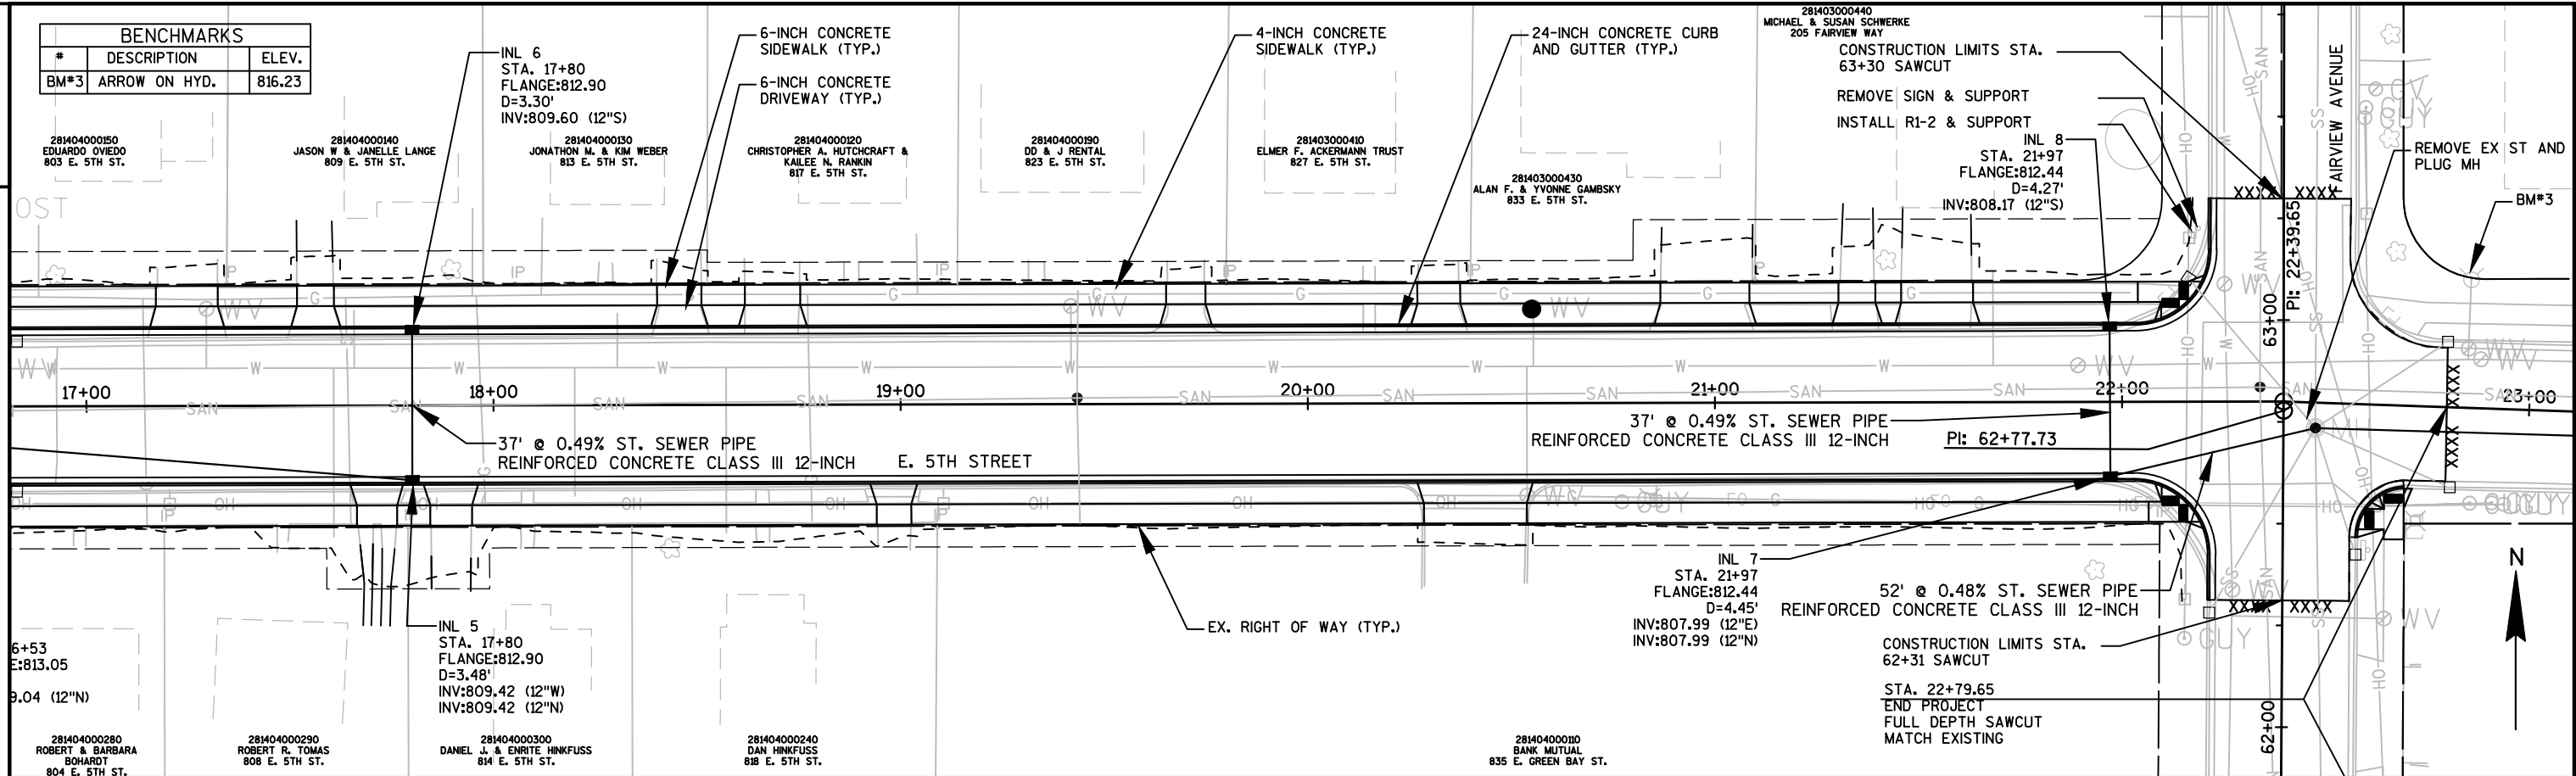 BENCHMARKS
# DESCRIPTION ELEV.
BM#3 ARROW ON HYD. 816.23
INL 6
STA. 17+80
FLANGE:812.90
D=3.30'
INV:809.60 (12"S)
6-INCH CONCRETE
SIDEWALK (TYP.)
6-INCH CONCRETE
DRIVEWAY (TYP.)
4-INCH CONCRETE
SIDEWALK (TYP.)
24-INCH CONCRETE CURB
AND GUTTER (TYP.)
281403000440
MICHAEL & SUSAN SCHWERKE
205 FAIRVIEW WAY
CONSTRUCTION LIMITS STA.
63+30 SAWCUT
REMOVE SIGN & SUPPORT
INSTALL R1-2 & SUPPORT
INL 8
STA. 21+97
FLANGE:812.44
D=4.27'
INV:808.17 (12"S)
FAIRVIEW AVENUE
REMOVE EX ST AND
PLUG MH
BM#3
281404000150
EDUARDO OVIEDO
803 E. 5TH ST.
281404000140
JASON W & JANELLE LANGE
809 E. 5TH ST.
281404000130
JONATHON M. & KIM WEBER
813 E. 5TH ST.
281404000120
CHRISTOPHER A. HUTCHCRAFT &
KAILEE N. RANKIN
817 E. 5TH ST.
281404000190
DD & J RENTAL
823 E. 5TH ST.
281403000410
ELMER F. ACKERMANN TRUST
827 E. 5TH ST.
281403000430
ALAN F. & YVONNE GAMBSKY
833 E. 5TH ST.
OST
PI: 22+39.65
63+00
17+00
18+00
19+00
20+00
21+00
22+00
23+00
37' @ 0.49% ST. SEWER PIPE
REINFORCED CONCRETE CLASS III 12-INCH
E. 5TH STREET
37' @ 0.49% ST. SEWER PIPE
REINFORCED CONCRETE CLASS III 12-INCH
PI: 62+77.73
EX. RIGHT OF WAY (TYP.)
INL 7
STA. 21+97
FLANGE:812.44
D=4.45'
INV:807.99 (12"E)
INV:807.99 (12"N)
52' @ 0.48% ST. SEWER PIPE
REINFORCED CONCRETE CLASS III 12-INCH
CONSTRUCTION LIMITS STA.
62+31 SAWCUT
STA. 22+79.65
END PROJECT
FULL DEPTH SAWCUT
MATCH EXISTING
62+00
N
6+53
E:813.05
9.04 (12"N)
INL 5
STA. 17+80
FLANGE:812.90
D=3.48'
INV:809.42 (12"W)
INV:809.42 (12"N)
281404000280
ROBERT & BARBARA
BOHARDT
804 E. 5TH ST.
281404000290
ROBERT R. TOMAS
808 E. 5TH ST.
281404000300
DANIEL J. & ENRITE HINKFUSS
814 E. 5TH ST.
281404000240
DAN HINKFUSS
818 E. 5TH ST.
281404000110
BANK MUTUAL
835 E. GREEN BAY ST.